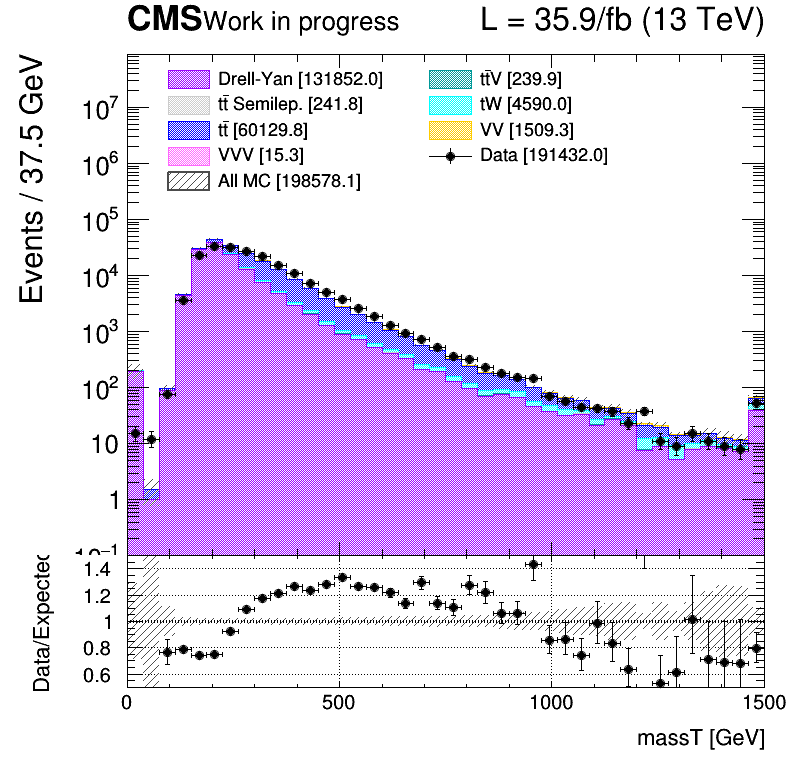 CMS Work in progress L = 35.9/fb (13 TeV)
Events / 37.5 GeV
Drell-Yan [131852.0] tt̄V [239.9]
tt̄ Semilep. [241.8] tW [4590.0]
tt̄ [60129.8] VV [1509.3]
VVV [15.3] Data [191432.0]
All MC [198578.1]
10⁷
10⁶
10⁵
10⁴
10³
10²
10
1
10⁻¹
Data/Expected
1.4
1.2
1
0.8
0.6
0 500 1000 1500
massT [GeV]